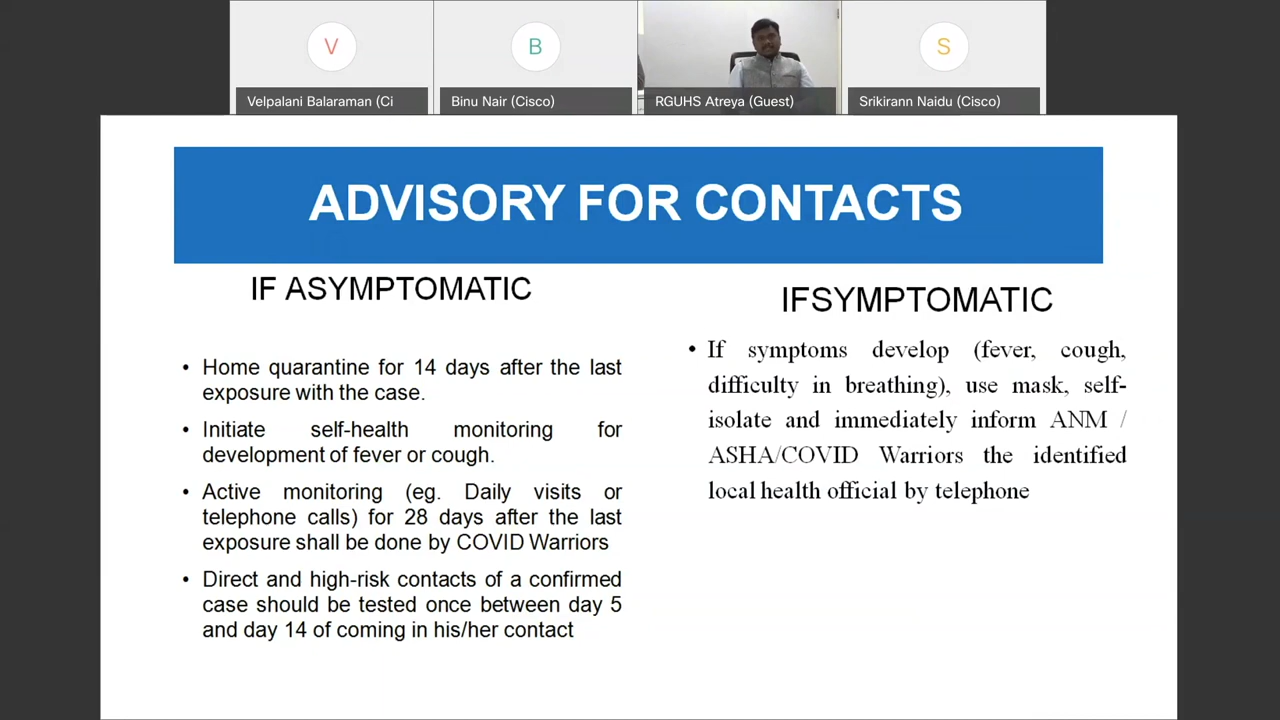 V
B
S
Velpalani Balaraman (Ci
Binu Nair (Cisco)
RGUHS Atreya (Guest)
Srikirann Naidu (Cisco)
ADVISORY FOR CONTACTS
IF ASYMPTOMATIC
• Home quarantine for 14 days after the last
exposure with the case.
• Initiate self-health monitoring for
development of fever or cough.
• Active monitoring (eg. Daily visits or
telephone calls) for 28 days after the last
exposure shall be done by COVID Warriors
• Direct and high-risk contacts of a confirmed
case should be tested once between day 5
and day 14 of coming in his/her contact
IFSYMPTOMATIC
• If symptoms develop (fever, cough,
difficulty in breathing), use mask, self-
isolate and immediately inform ANM /
ASHA/COVID Warriors the identified
local health official by telephone